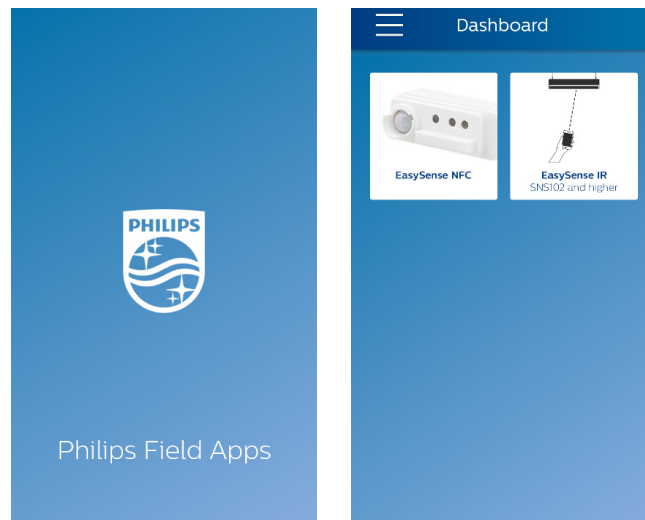 PHILIPS
Philips Field Apps
Dashboard
EasySense NFC
EasySense IR
SNS102 and higher